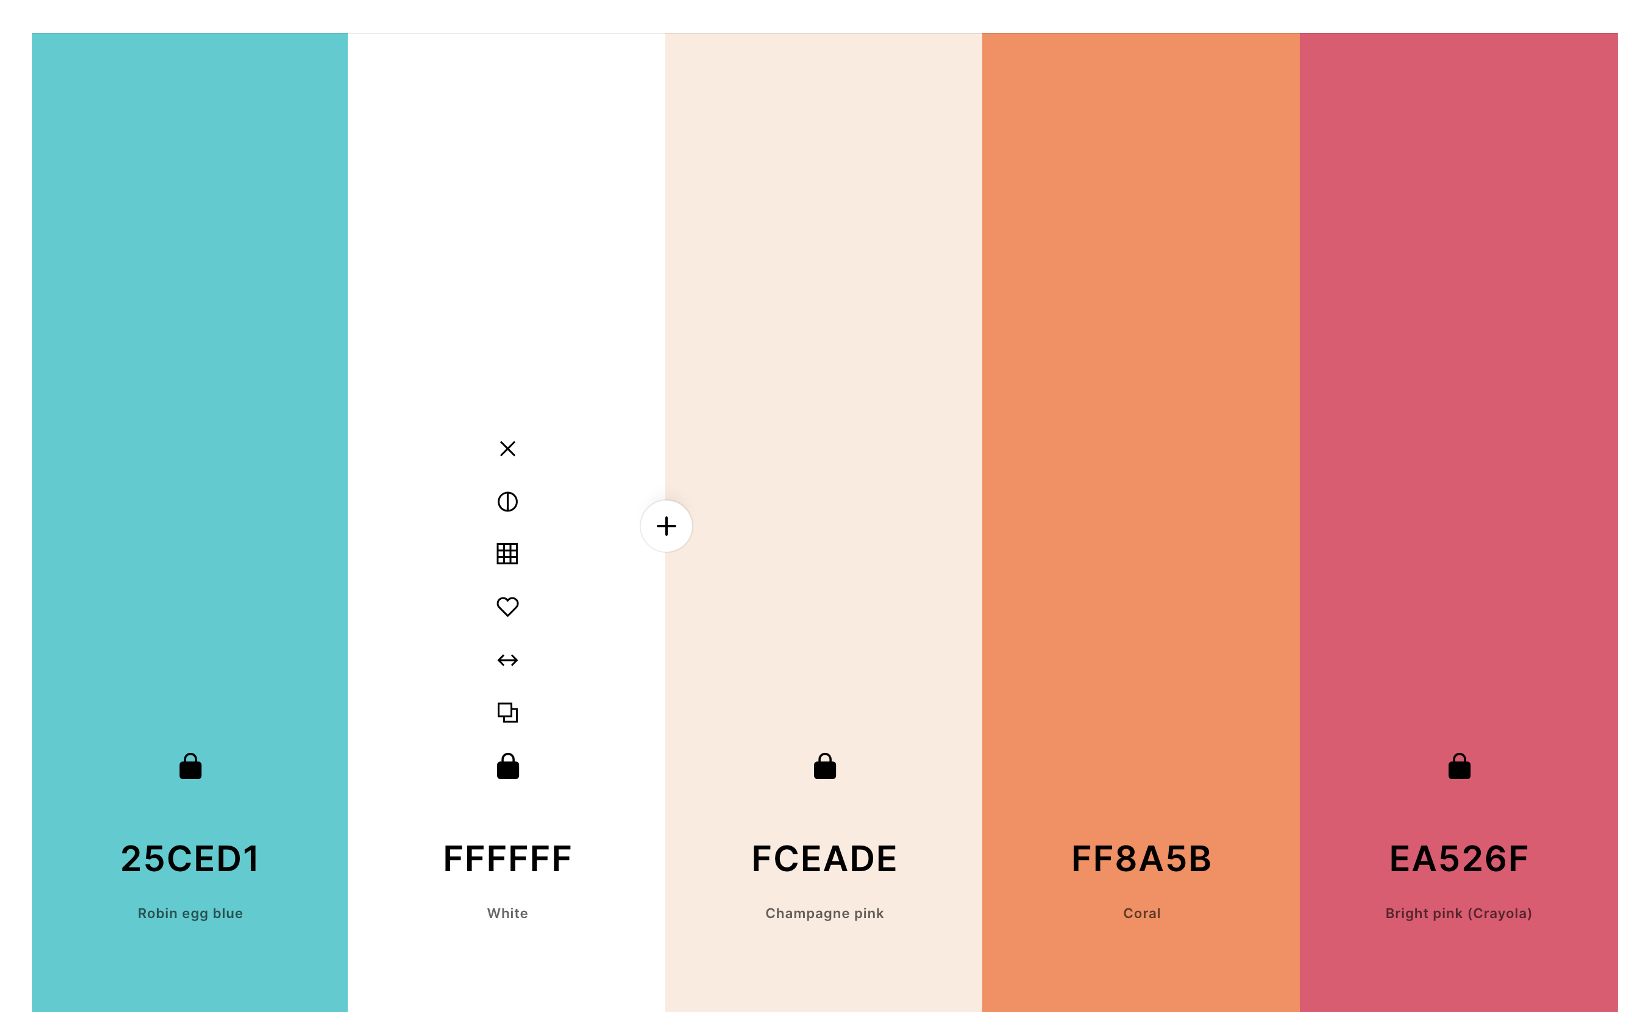 25CED1
Robin egg blue
FFFFFF
White
FCEADE
Champagne pink
FF8A5B
Coral
EA526F
Bright pink (Crayola)